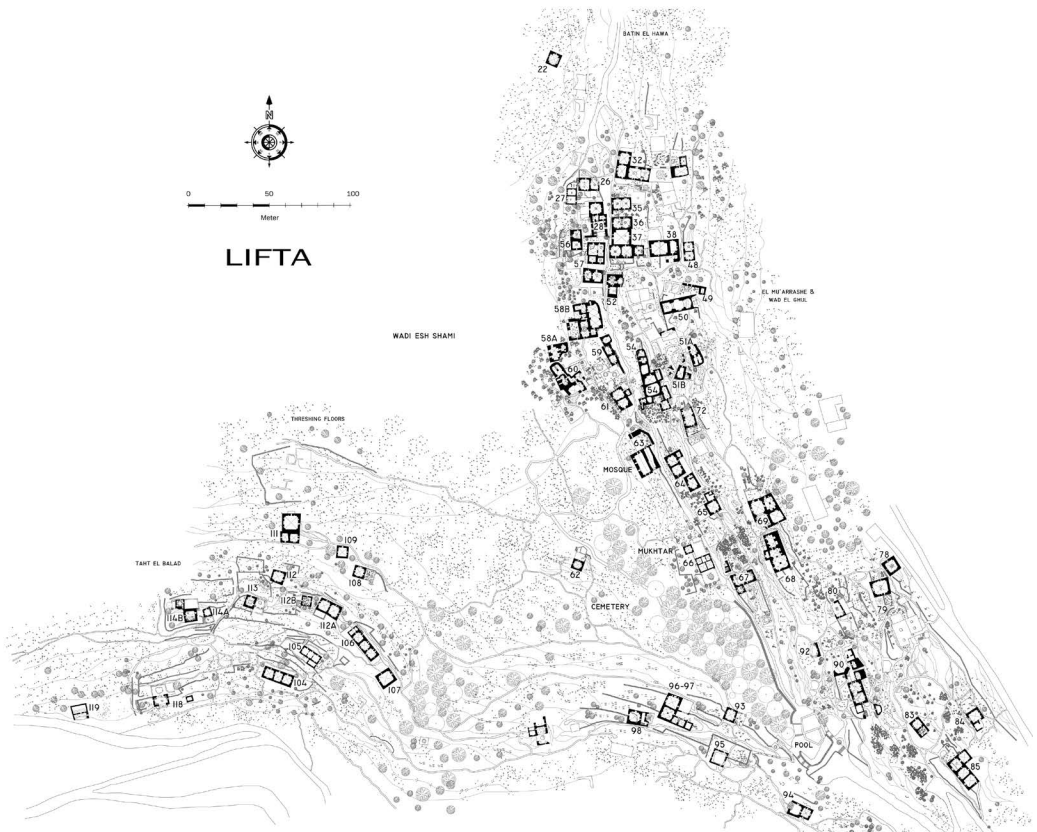 BATIN EL HAWA
22
N
0 50 100
Meter
LIFTA
32
26
27
35
36
28
37
38
56
48
57
52
49
50
EL MU'ARRASHE &
WAD EL GHUL
58B
WADI ESH SHAMI
58A
59
54
51A
60
51B
54
61
72
THRESHING FLOORS
63
MOSQUE
64
65
69
111
109
MUKHTAR
66
78
TAHT EL BALAD
112
108
62
67
68
79
113
112B
CEMETERY
80
114B
114A
112A
106
105
92
90
104
107
96-97
93
118
119
98
83
84
95
POOL
85
94